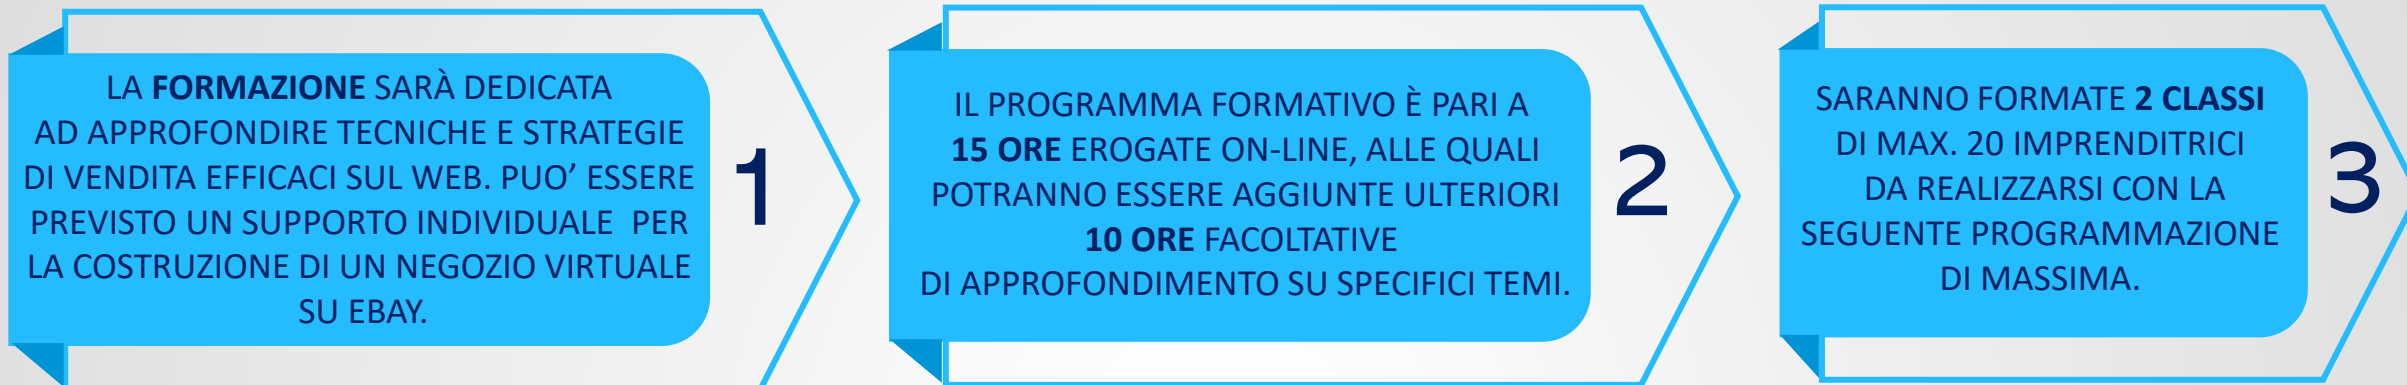 LA FORMAZIONE SARÀ DEDICATA
AD APPROFONDIRE TECNICHE E STRATEGIE
DI VENDITA EFFICACI SUL WEB. PUO’ ESSERE
PREVISTO UN SUPPORTO INDIVIDUALE  PER
LA COSTRUZIONE DI UN NEGOZIO VIRTUALE
SU EBAY.
1
IL PROGRAMMA FORMATIVO È PARI A
15 ORE EROGATE ON-LINE, ALLE QUALI
POTRANNO ESSERE AGGIUNTE ULTERIORI
10 ORE FACOLTATIVE
DI APPROFONDIMENTO SU SPECIFICI TEMI.
2
SARANNO FORMATE 2 CLASSI
DI MAX. 20 IMPRENDITRICI
DA REALIZZARSI CON LA
SEGUENTE PROGRAMMAZIONE
DI MASSIMA.
3